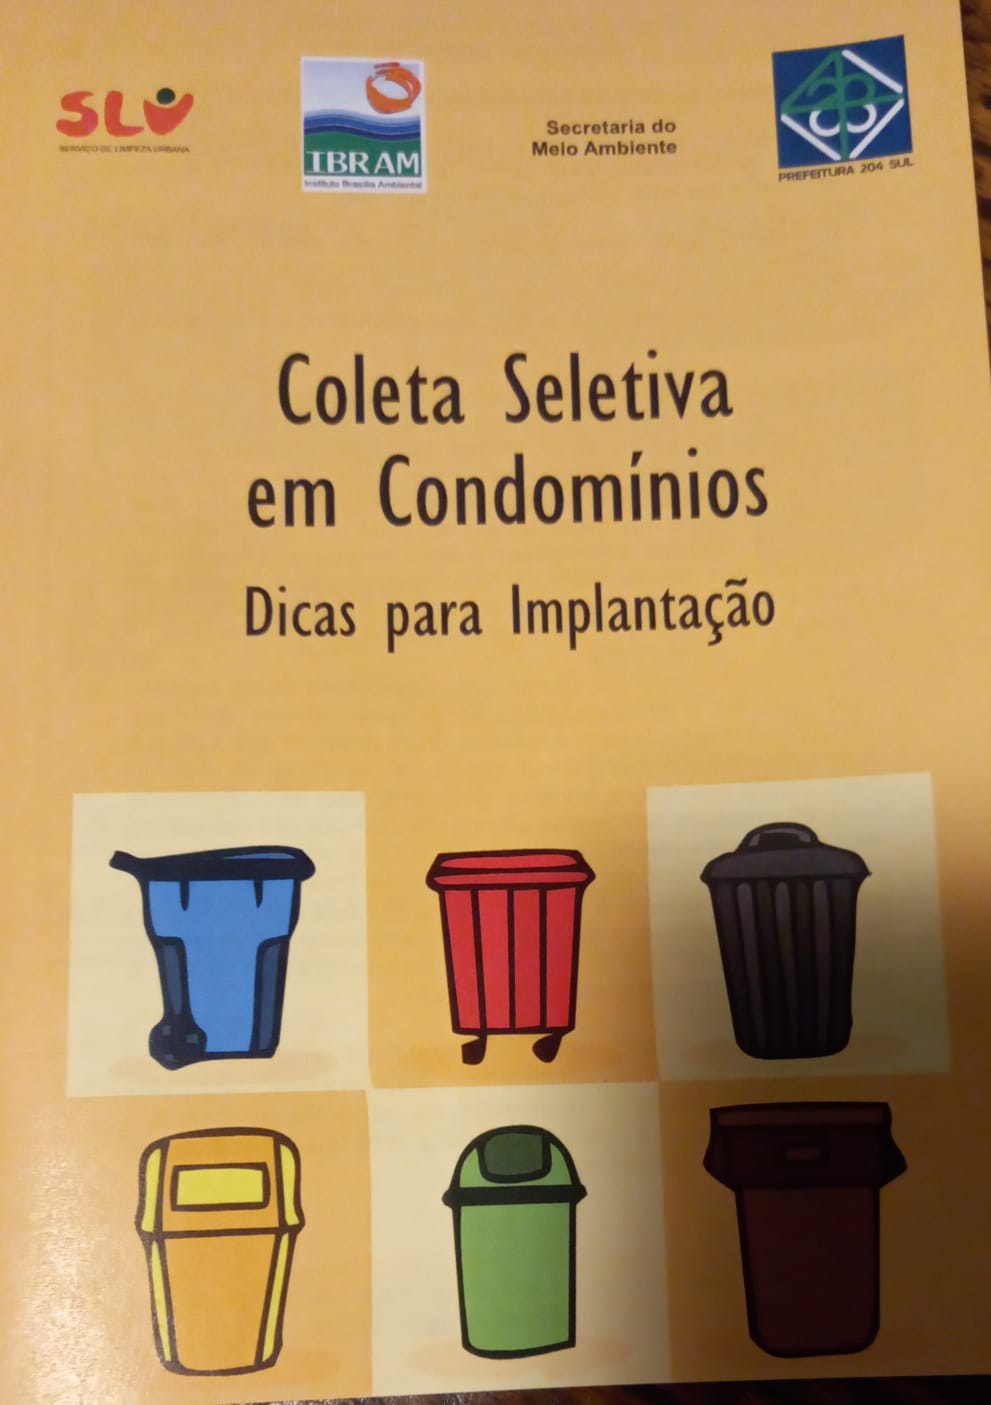 SLU
SERVIÇO DE LIMPEZA URBANA
IBRAM
Instituto Brasília Ambiental
Secretaria do
Meio Ambiente
PREFEITURA 204 SUL
Coleta Seletiva
em Condomínios
Dicas para Implantação